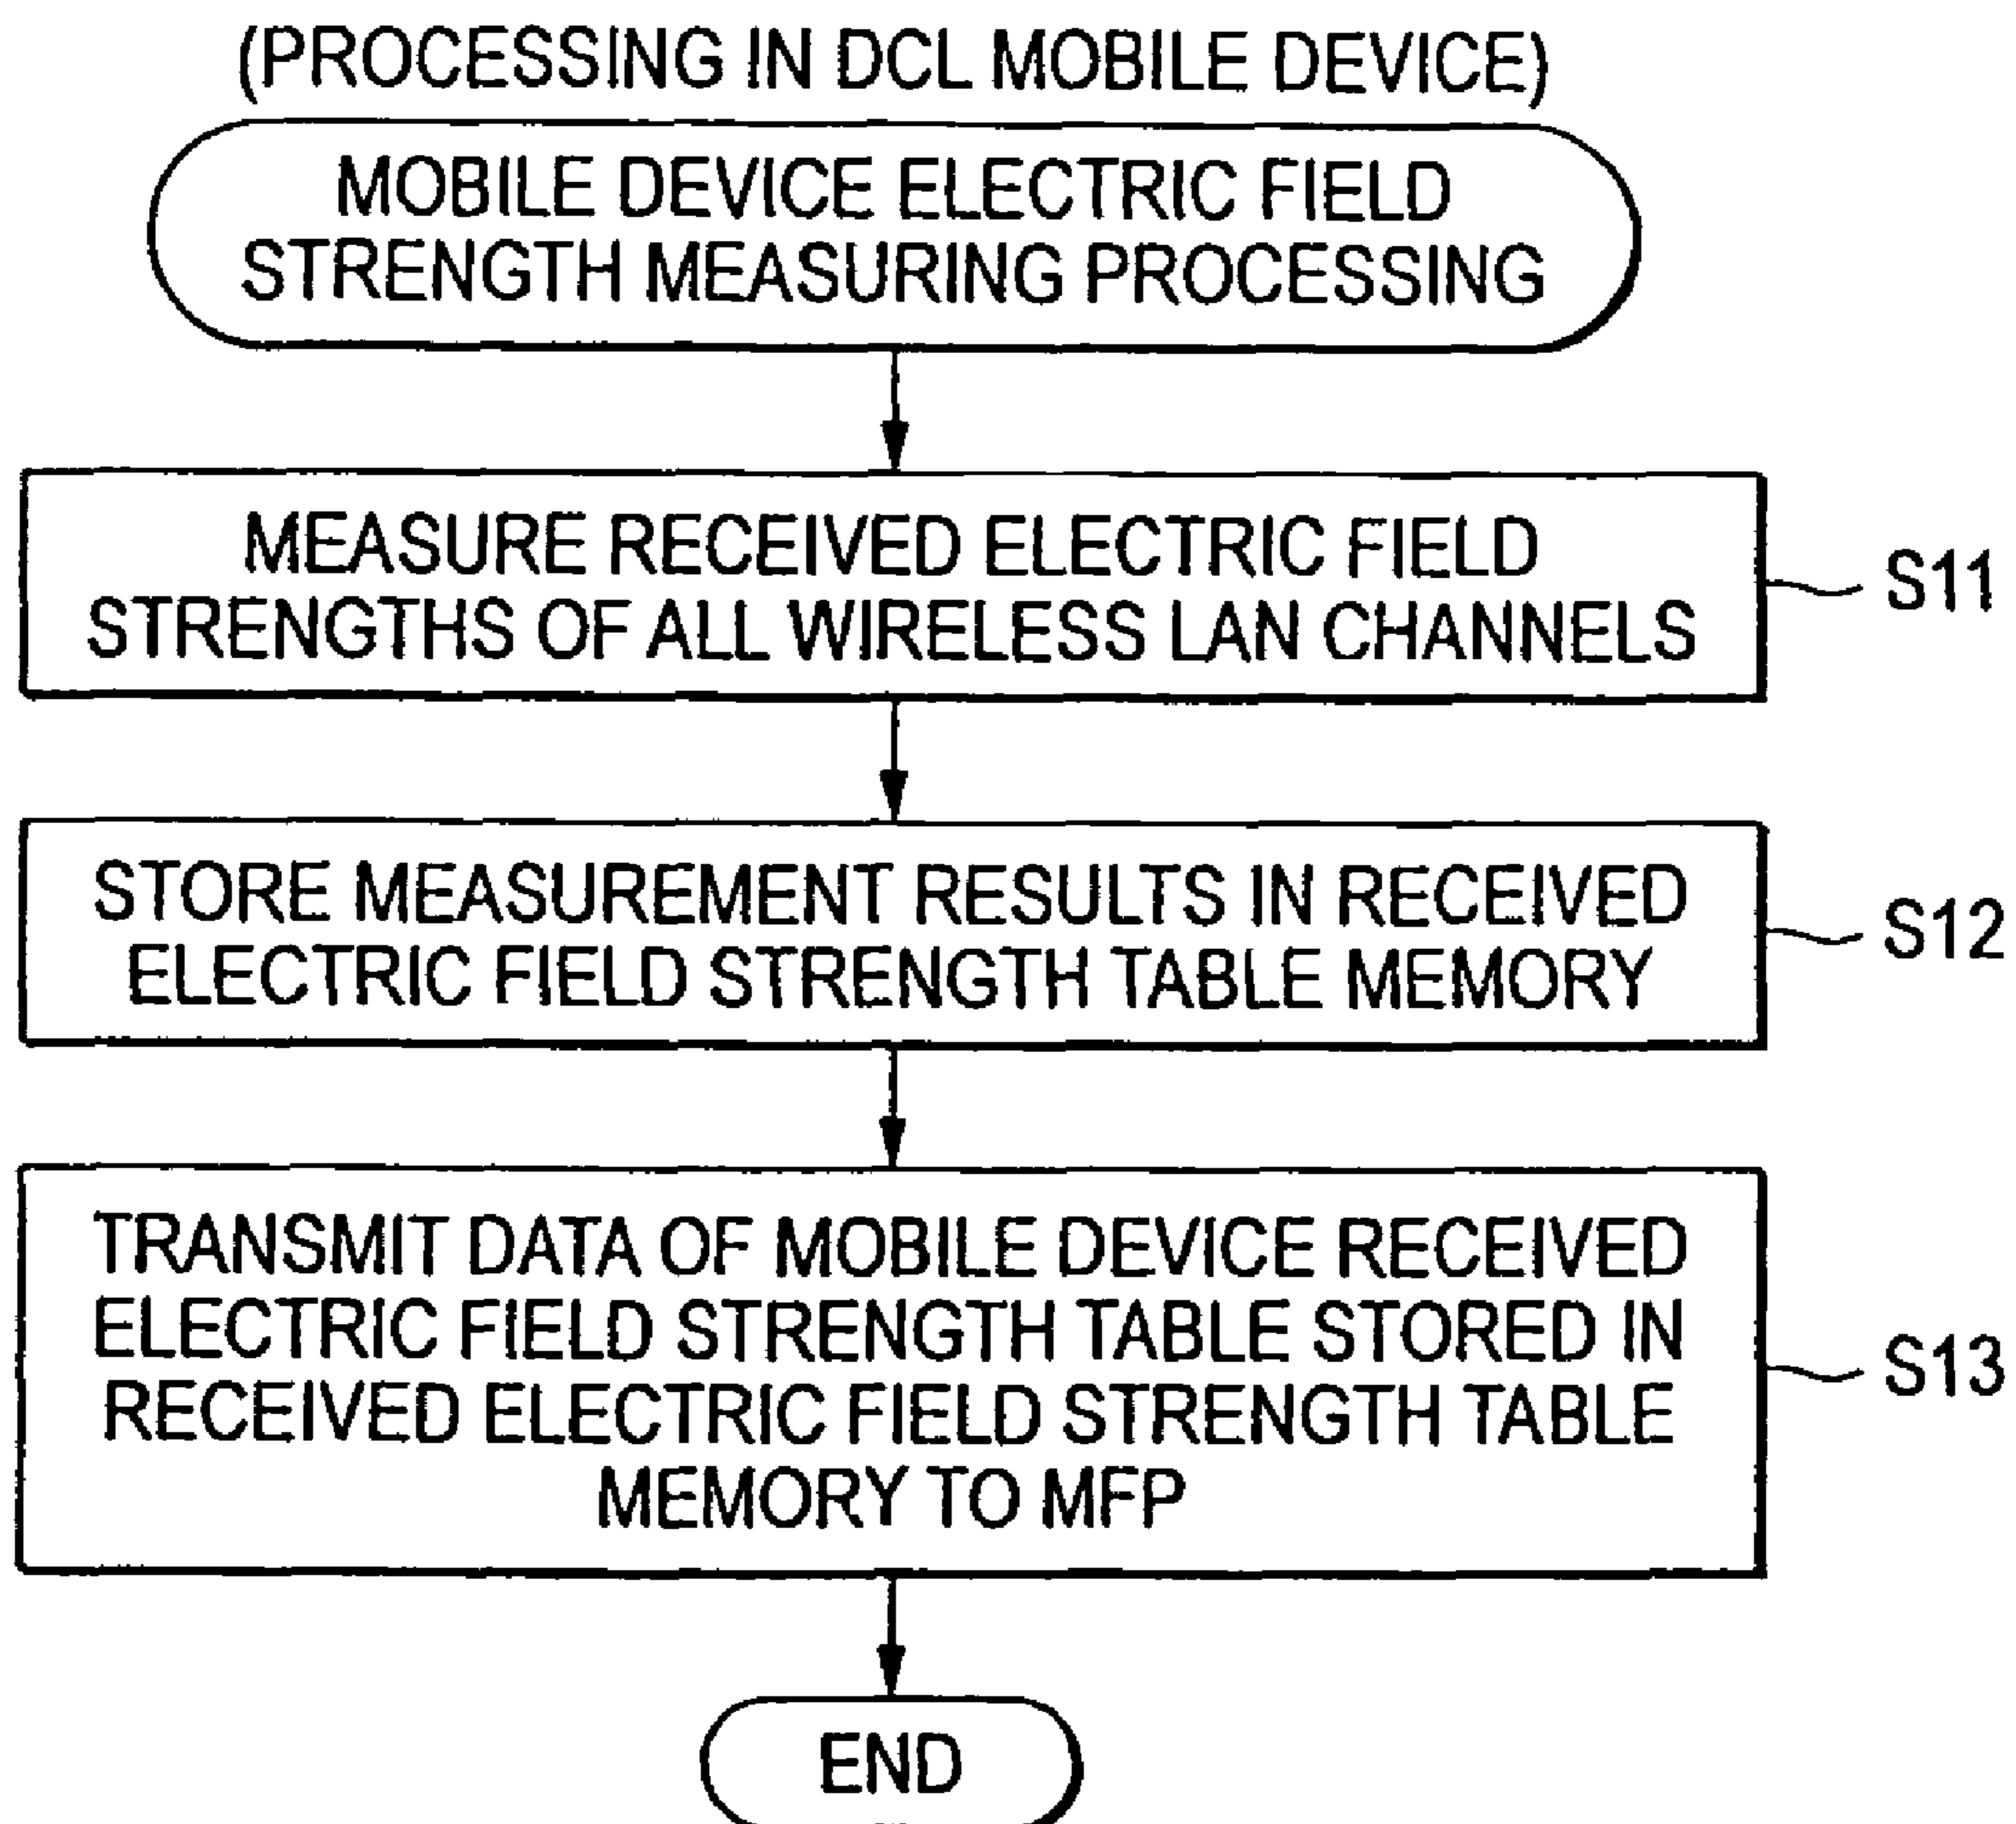 (PROCESSING IN DCL MOBILE DEVICE)
MOBILE DEVICE ELECTRIC FIELD
STRENGTH MEASURING PROCESSING
MEASURE RECEIVED ELECTRIC FIELD
STRENGTHS OF ALL WIRELESS LAN CHANNELS
S11
STORE MEASUREMENT RESULTS IN RECEIVED
ELECTRIC FIELD STRENGTH TABLE MEMORY
S12
TRANSMIT DATA OF MOBILE DEVICE RECEIVED
ELECTRIC FIELD STRENGTH TABLE STORED IN
RECEIVED ELECTRIC FIELD STRENGTH TABLE
MEMORY TO MFP
S13
END